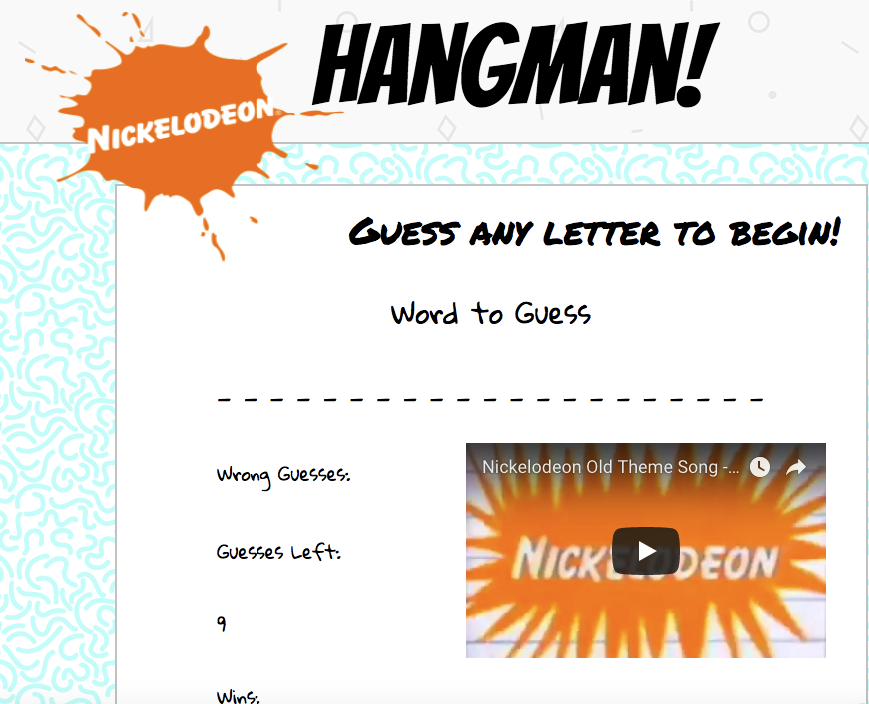 HANGMAN!
NICKELODEON
Guess any letter to begin!
Word to Guess
_ _ _ _ _ _ _ _ _ _ _ _ _ _ _ _ _ _ _ _ _
Wrong Guesses:
Nickelodeon Old Theme Song -...
NICKELODEON
Guesses Left:
9
Wins: